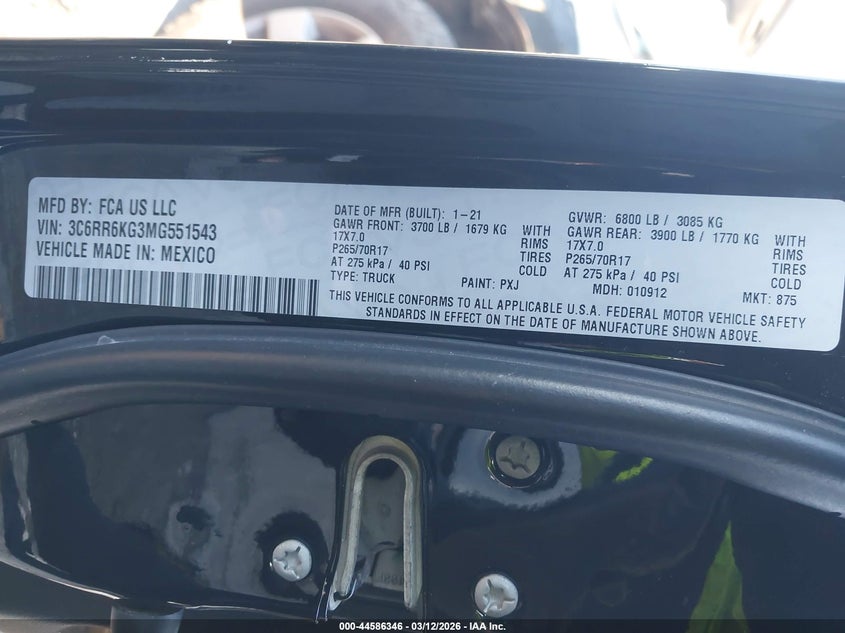 MFD BY: FCA US LLC
VIN: 3C6RR6KG3MG551543
VEHICLE MADE IN: MEXICO
DATE OF MFR (BUILT): 1-21
GAWR FRONT: 3700 LB / 1679 KG WITH
17X7.0 RIMS
P265/70R17 TIRES
AT 275 kPa / 40 PSI COLD
TYPE: TRUCK PAINT: PXJ
GVWR: 6800 LB / 3085 KG
GAWR REAR: 3900 LB / 1770 KG WITH
17X7.0 RIMS
P265/70R17 TIRES
AT 275 kPa / 40 PSI COLD
MDH: 010912 MKT: 875
THIS VEHICLE CONFORMS TO ALL APPLICABLE U.S.A. FEDERAL MOTOR VEHICLE SAFETY
STANDARDS IN EFFECT ON THE DATE OF MANUFACTURE SHOWN ABOVE.
000-44586346 - 03/12/2026 - IAA Inc.